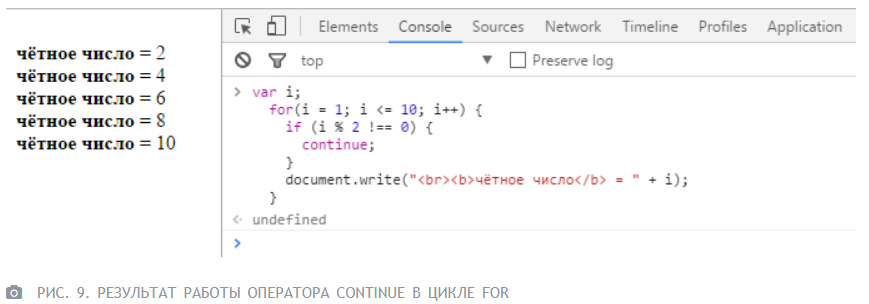 чётное число = 2
чётное число = 4
чётное число = 6
чётное число = 8
чётное число = 10
Elements Console Sources Network Timeline Profiles Application
top ▼ Preserve log
> var i;
for(i = 1; i <= 10; i++) {
if (i % 2 !== 0) {
continue;
}
document.write("<br><b>чётное число</b> = " + i);
}
undefined
>
РИС. 9. РЕЗУЛЬТАТ РАБОТЫ ОПЕРАТОРА CONTINUE В ЦИКЛЕ FOR